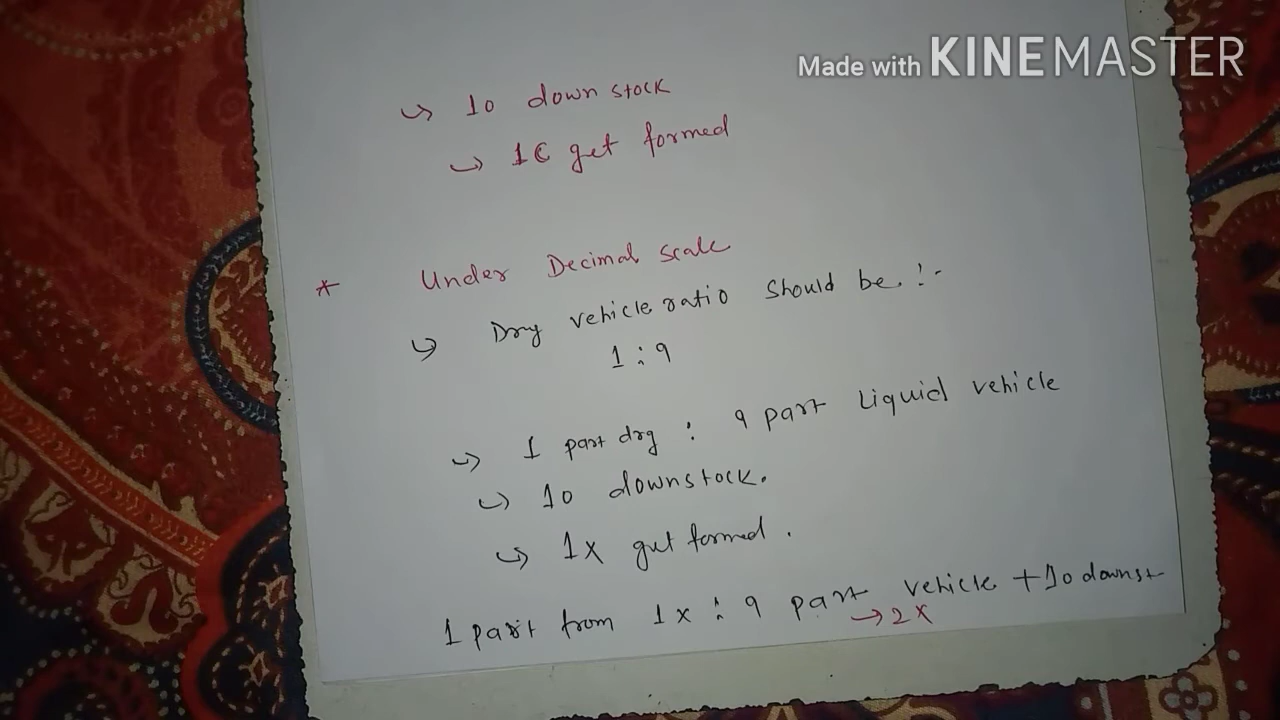 Made with KINEMASTER
↪ 10 down stock
↪ 1C get formed
* Under Decimal scale
↪ Drg vehicle ratio should be :-
1 : 9
↪ 1 part drg : 9 part Liquid vehicle
↪ 10 downstock.
↪ 1X get formed.
1 part from 1X : 9 part vehicle + 10 downst
→ 2X